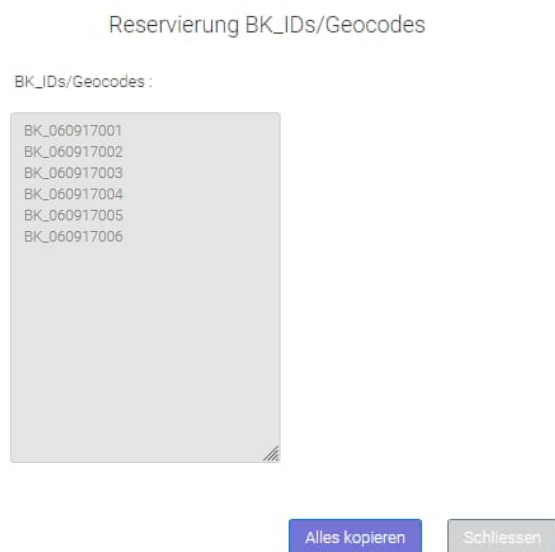 Reservierung BK_IDs/Geocodes
BK_IDs/Geocodes :
BK_060917001
BK_060917002
BK_060917003
BK_060917004
BK_060917005
BK_060917006
Alles kopieren
Schliessen